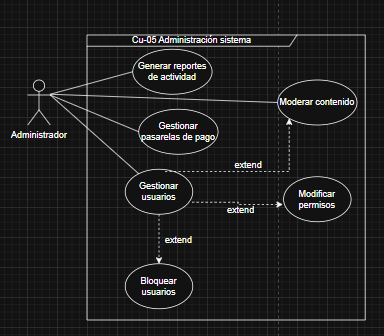 Cu-05 Administración sistema
Generar reportes
de actividad
Moderar contenido
Administrador
Gestionar
pasarelas de pago
extend
Gestionar
usuarios
Modificar
permisos
extend
extend
Bloquear
usuarios